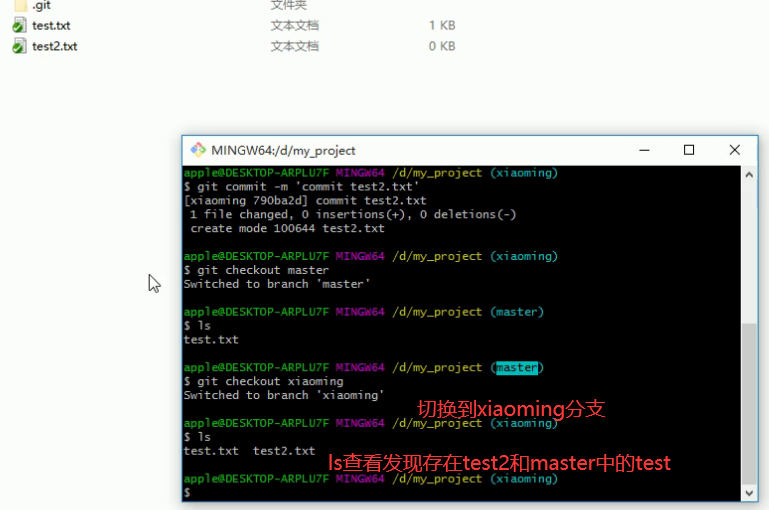 .git 文件夹
test.txt 文本文档 1 KB
test2.txt 文本文档 0 KB
MINGW64:/d/my_project
apple@DESKTOP-ARPLU7F MINGW64 /d/my_project (xiaoming)
$ git commit -m 'commit test2.txt'
[xiaoming 790ba2d] commit test2.txt
1 file changed, 0 insertions(+), 0 deletions(-)
create mode 100644 test2.txt
apple@DESKTOP-ARPLU7F MINGW64 /d/my_project (xiaoming)
$ git checkout master
Switched to branch 'master'
apple@DESKTOP-ARPLU7F MINGW64 /d/my_project (master)
$ ls
test.txt
apple@DESKTOP-ARPLU7F MINGW64 /d/my_project (master)
$ git checkout xiaoming
Switched to branch 'xiaoming'
切换到xiaoming分支
apple@DESKTOP-ARPLU7F MINGW64 /d/my_project (xiaoming)
$ ls
test.txt test2.txt
ls查看发现存在test2和master中的test
apple@DESKTOP-ARPLU7F MINGW64 /d/my_project (xiaoming)
$